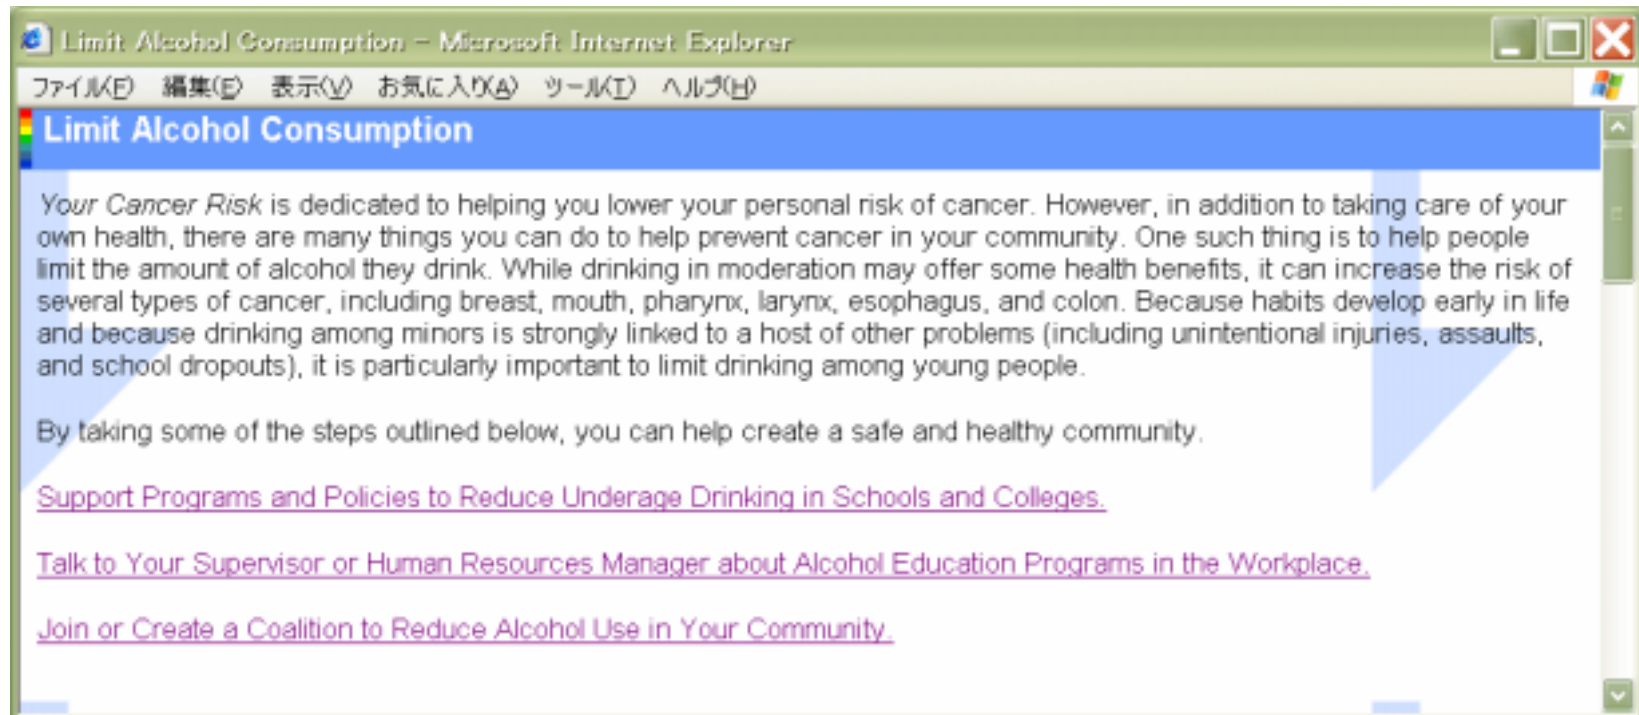 Limit Alcohol Consumption - Microsoft Internet Explorer
ファイル(F) 編集(E) 表示(V) お気に入り(A) ツール(T) ヘルプ(H)
Limit Alcohol Consumption
Your Cancer Risk is dedicated to helping you lower your personal risk of cancer. However, in addition to taking care of your
own health, there are many things you can do to help prevent cancer in your community. One such thing is to help people
limit the amount of alcohol they drink. While drinking in moderation may offer some health benefits, it can increase the risk of
several types of cancer, including breast, mouth, pharynx, larynx, esophagus, and colon. Because habits develop early in life
and because drinking among minors is strongly linked to a host of other problems (including unintentional injuries, assaults,
and school dropouts), it is particularly important to limit drinking among young people.
By taking some of the steps outlined below, you can help create a safe and healthy community.
Support Programs and Policies to Reduce Underage Drinking in Schools and Colleges.
Talk to Your Supervisor or Human Resources Manager about Alcohol Education Programs in the Workplace.
Join or Create a Coalition to Reduce Alcohol Use in Your Community.